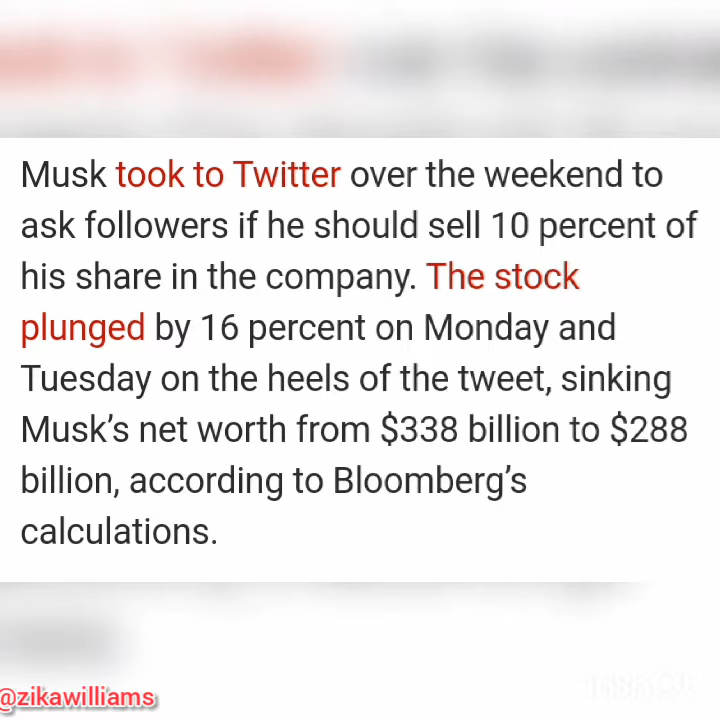 Musk took to Twitter over the weekend to
ask followers if he should sell 10 percent of
his share in the company. The stock
plunged by 16 percent on Monday and
Tuesday on the heels of the tweet, sinking
Musk’s net worth from $338 billion to $288
billion, according to Bloomberg’s
calculations.
@zikawilliams